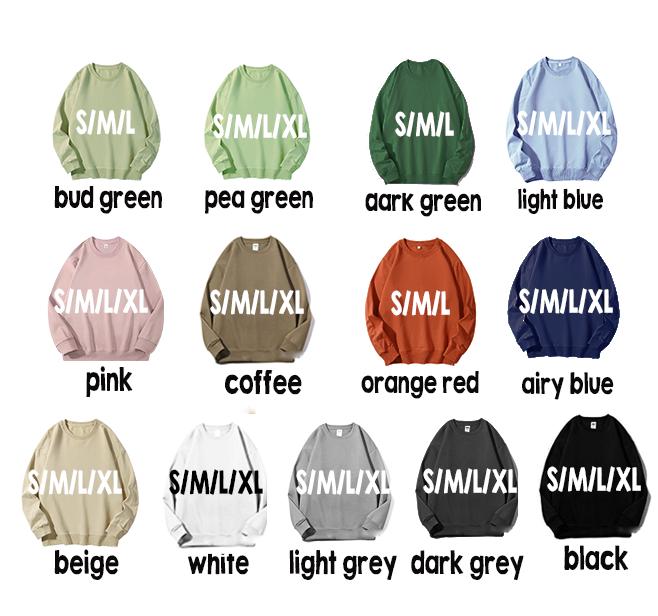 S/M/L
S/M/L/XL
S/M/L
S/M/L/XL
bud green
pea green
dark green
light blue
S/M/L/XL
S/M/L/XL
S/M/L
S/M/L/XL
pink
coffee
orange red
airy blue
S/M/L/XL
S/M/L/XL
S/M/L/XL
S/M/L/XL
S/M/L/XL
beige
white
light grey
dark grey
black